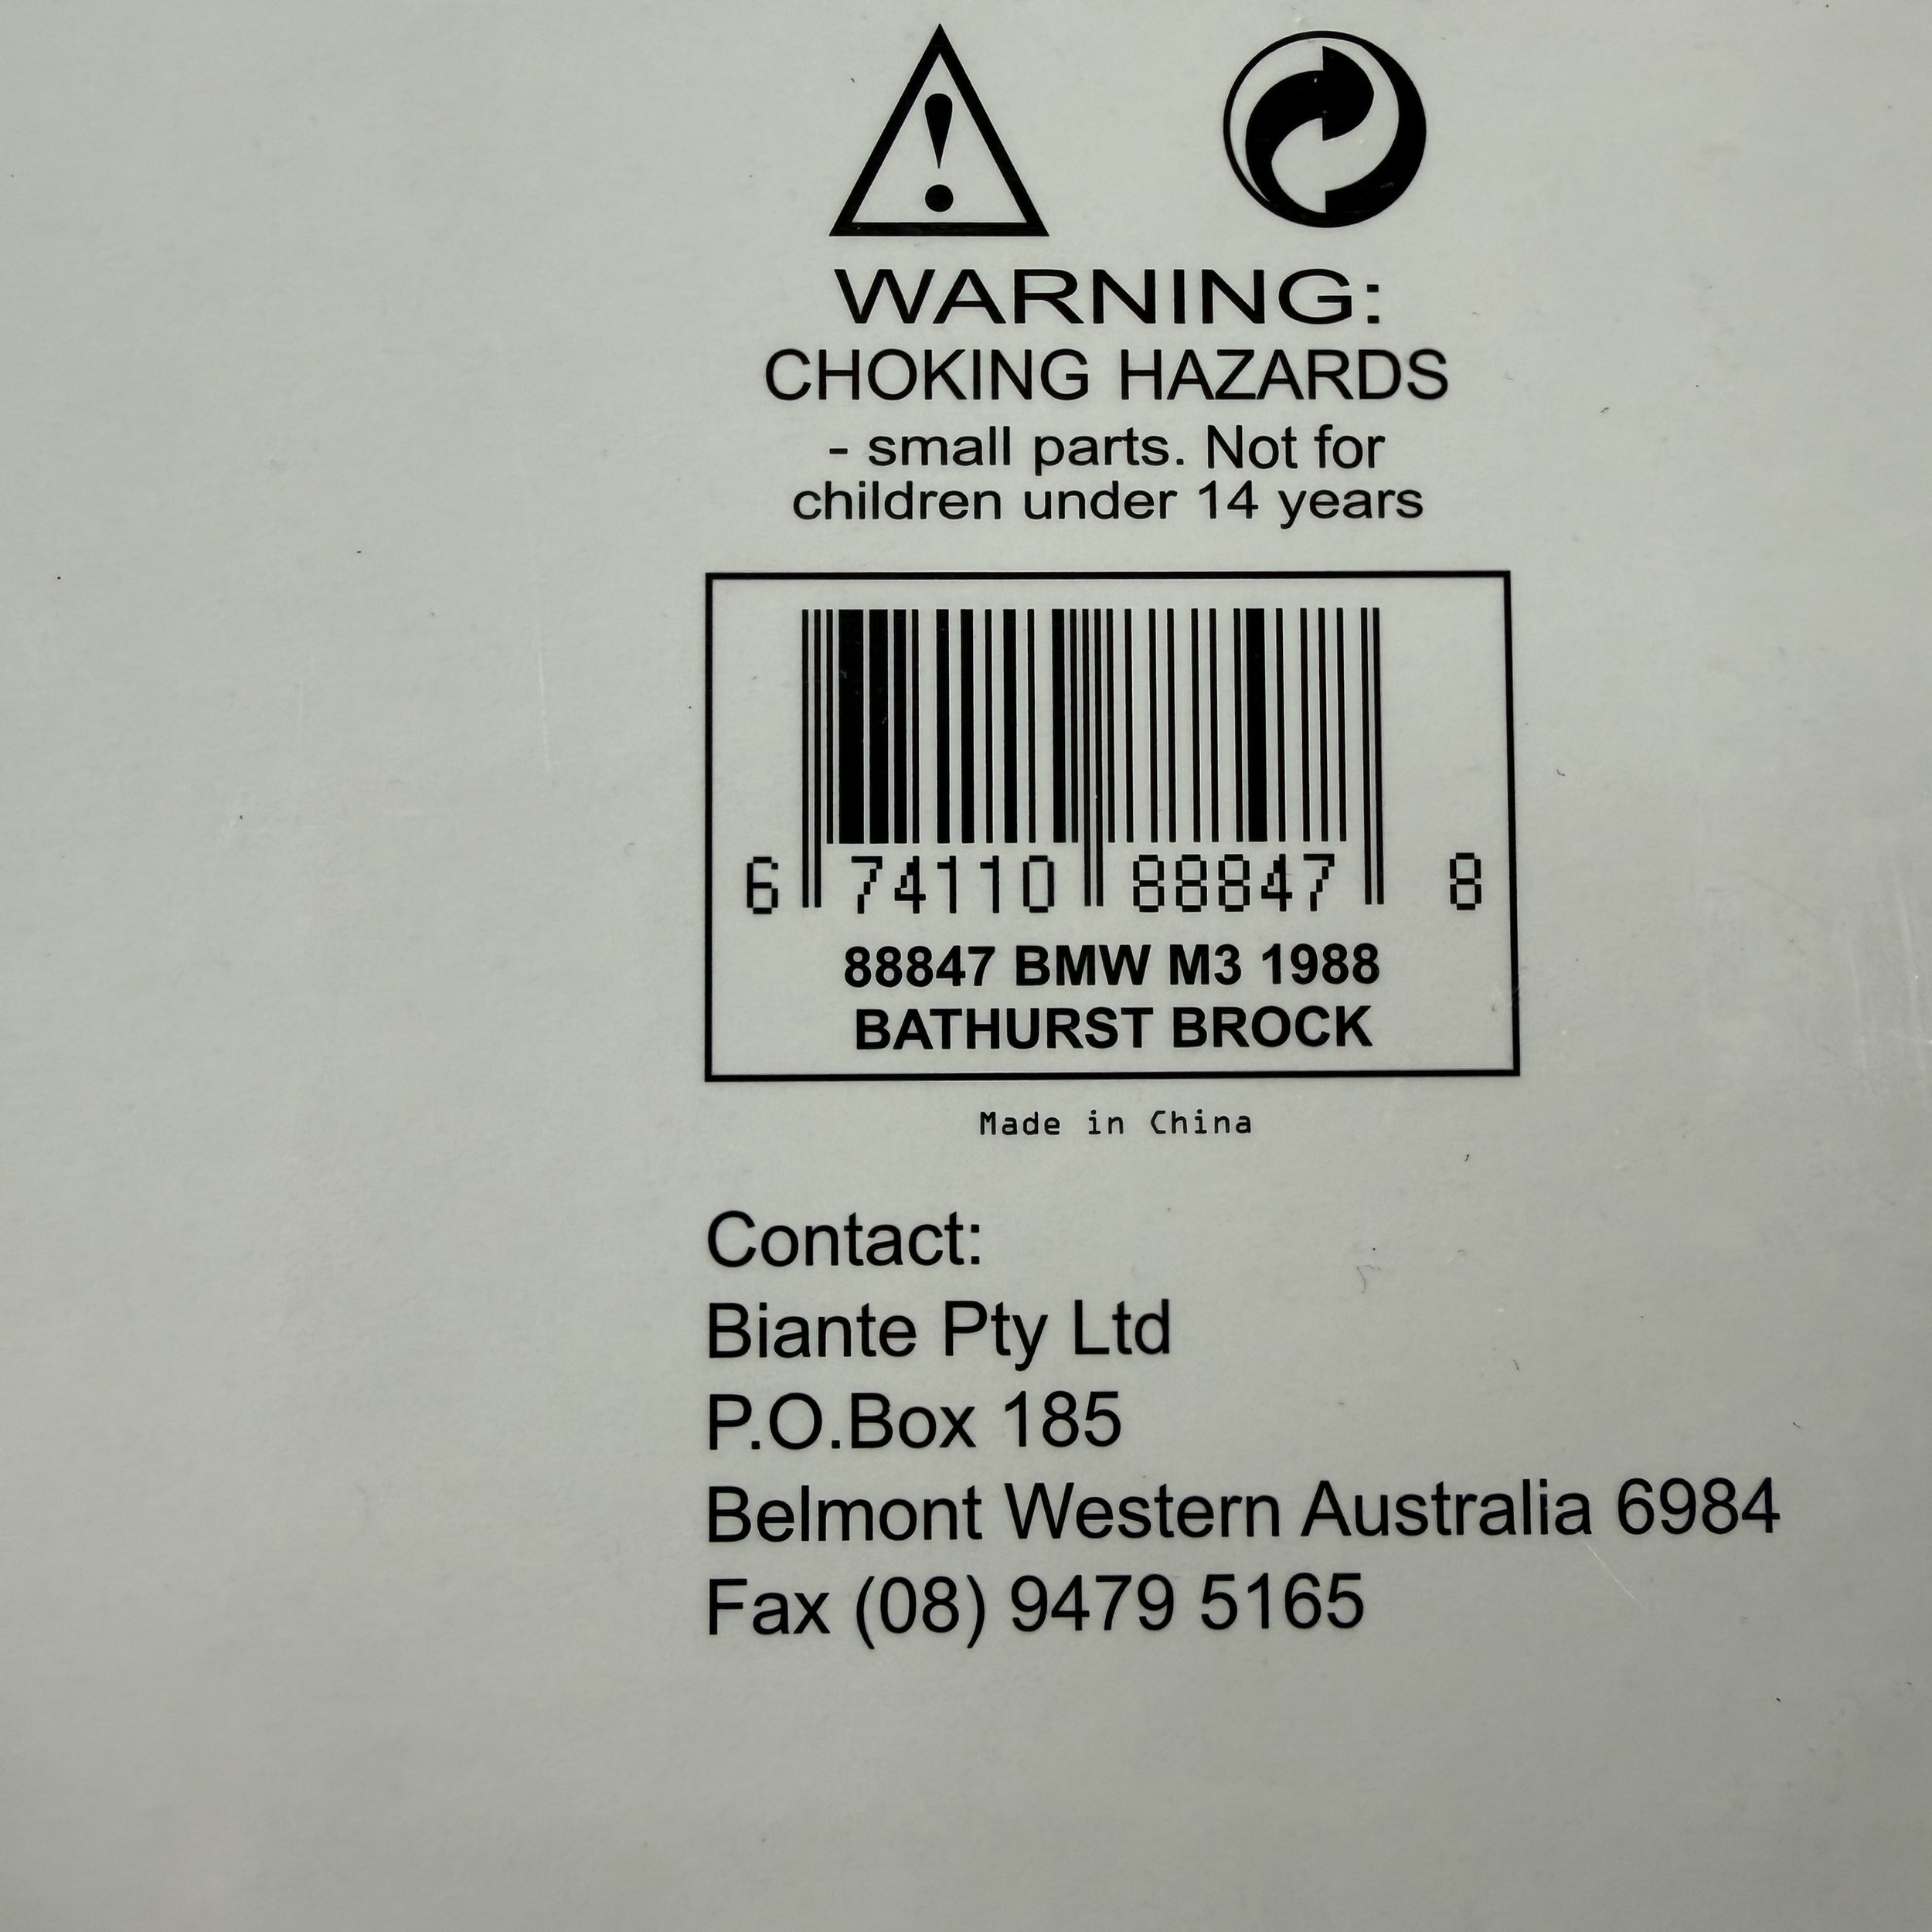 WARNING:
CHOKING HAZARDS
- small parts. Not for
children under 14 years
6 74110 88847 8
88847 BMW M3 1988
BATHURST BROCK
Made in China
Contact:
Biante Pty Ltd
P.O.Box 185
Belmont Western Australia 6984
Fax (08) 9479 5165